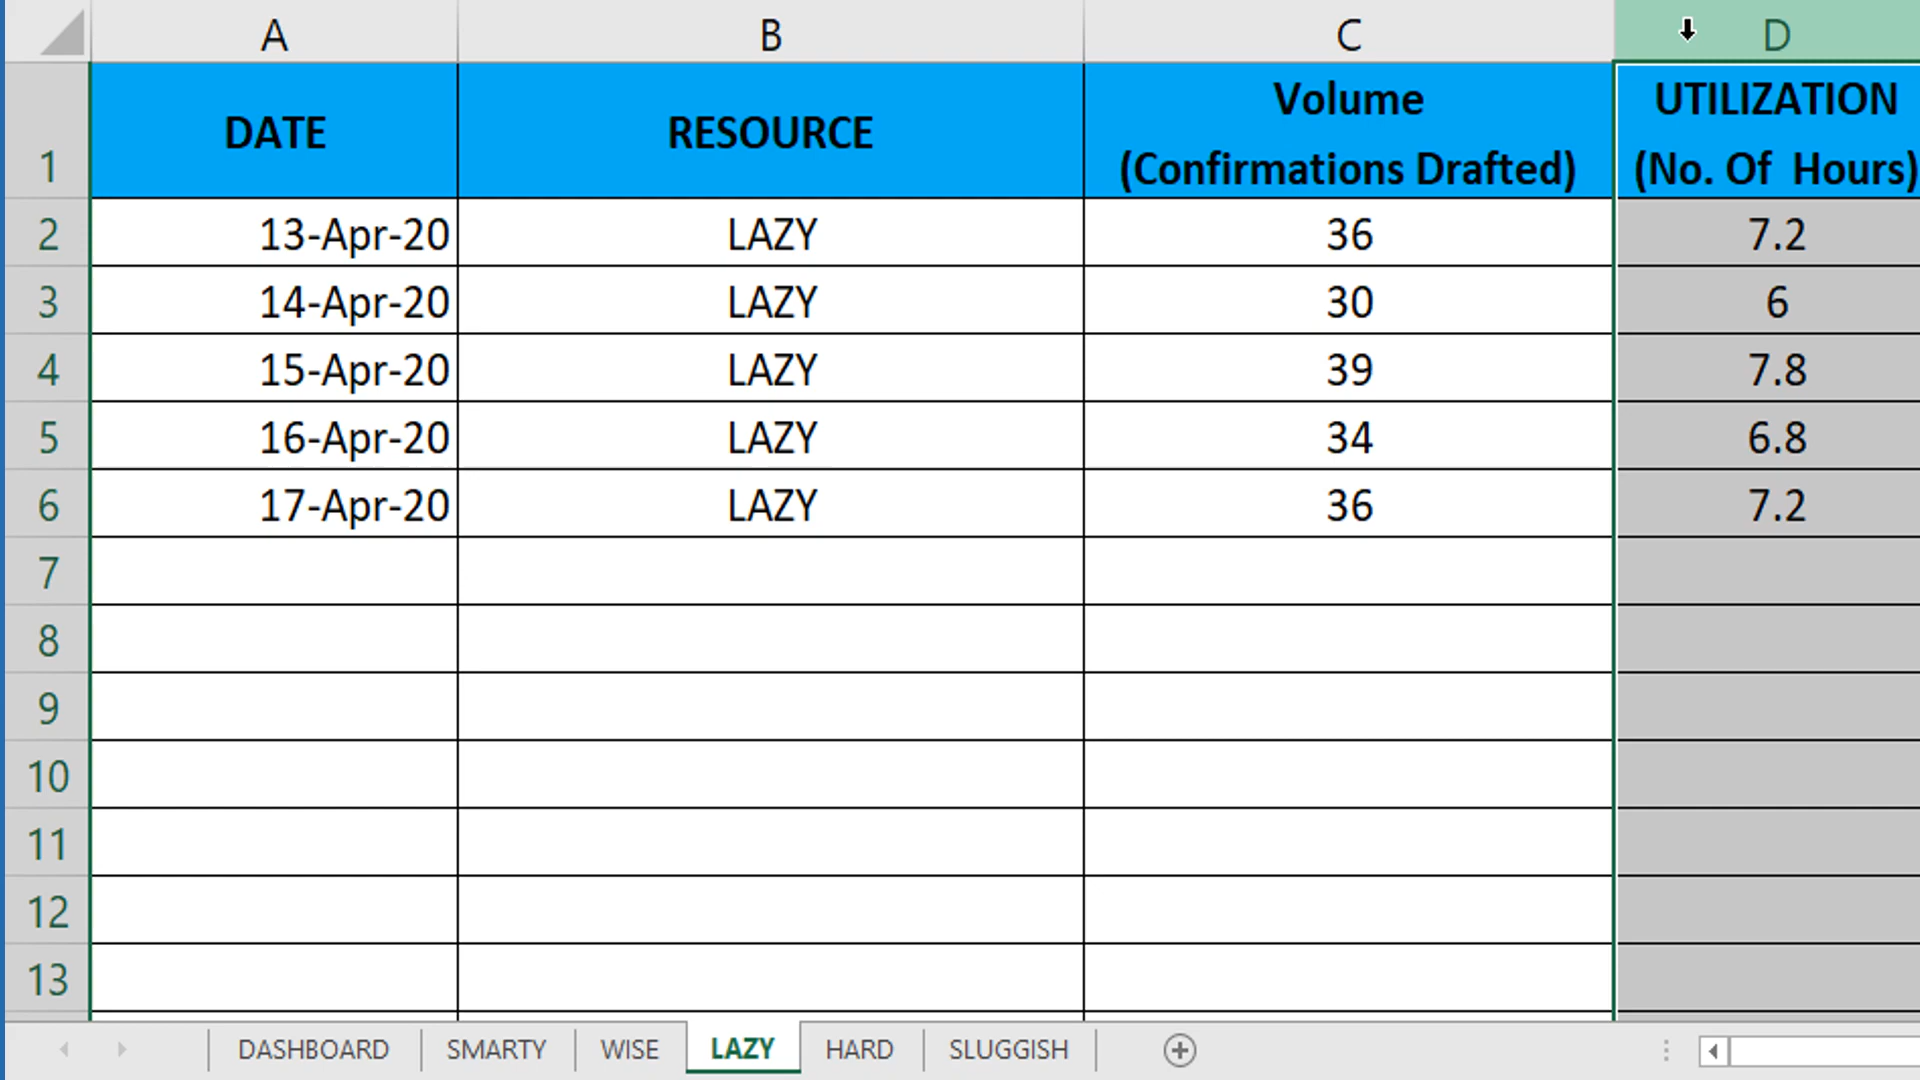 A B C D
1 DATE RESOURCE Volume (Confirmations Drafted) UTILIZATION (No. Of  Hours)
2 13-Apr-20 LAZY 36 7.2
3 14-Apr-20 LAZY 30 6
4 15-Apr-20 LAZY 39 7.8
5 16-Apr-20 LAZY 34 6.8
6 17-Apr-20 LAZY 36 7.2
7
8
9
10
11
12
13
DASHBOARD SMARTY WISE LAZY HARD SLUGGISH